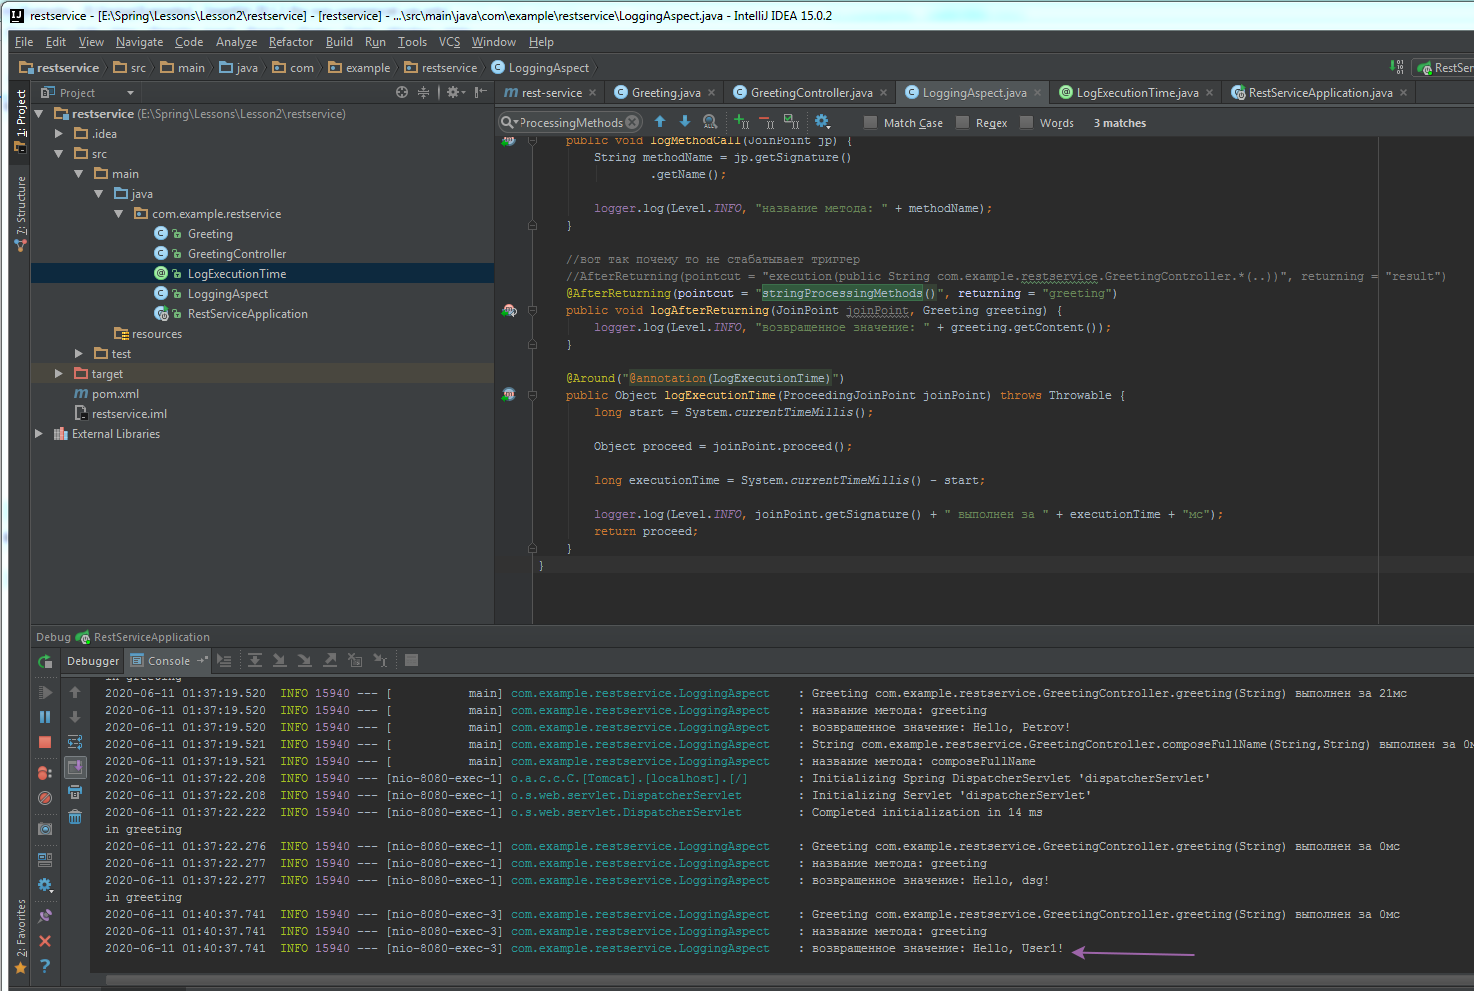 restservice - [E:\Spring\Lessons\Lesson2\restservice] - [restservice] - ...\src\main\java\com\example\restservice\LoggingAspect.java - IntelliJ IDEA 15.0.2
File Edit View Navigate Code Analyze Refactor Build Run Tools VCS Window Help
restservice src main java com example restservice LoggingAspect RestSer
1: Project
7: Structure
2: Favorites
Project
restservice (E:\Spring\Lessons\Lesson2\restservice)
.idea
src
main
java
com.example.restservice
Greeting
GreetingController
LogExecutionTime
LoggingAspect
RestServiceApplication
resources
test
target
pom.xml
restservice.iml
External Libraries
rest-service Greeting.java GreetingController.java LoggingAspect.java LogExecutionTime.java RestServiceApplication.java
ProcessingMethods Match Case Regex Words 3 matches
public void logMethodCall(JoinPoint jp) {
String methodName = jp.getSignature()
.getName();
logger.log(Level.INFO, "название метода: " + methodName);
}
//вот так почему то не стабатывает триггер
//AfterReturning(pointcut = "execution(public String com.example.restservice.GreetingController.*(..))", returning = "result")
@AfterReturning(pointcut = "stringProcessingMethods()", returning = "greeting")
public void logAfterReturning(JoinPoint joinPoint, Greeting greeting) {
logger.log(Level.INFO, "возвращенное значение: " + greeting.getContent());
}
@Around("@annotation(LogExecutionTime)")
public Object logExecutionTime(ProceedingJoinPoint joinPoint) throws Throwable {
long start = System.currentTimeMillis();
Object proceed = joinPoint.proceed();
long executionTime = System.currentTimeMillis() - start;
logger.log(Level.INFO, joinPoint.getSignature() + " выполнен за " + executionTime + "мс");
return proceed;
}
}
Debug RestServiceApplication
Debugger Console
in greeting
2020-06-11 01:37:19.520 INFO 15940 --- [ main] com.example.restservice.LoggingAspect : Greeting com.example.restservice.GreetingController.greeting(String) выполнен за 21мс
2020-06-11 01:37:19.520 INFO 15940 --- [ main] com.example.restservice.LoggingAspect : название метода: greeting
2020-06-11 01:37:19.520 INFO 15940 --- [ main] com.example.restservice.LoggingAspect : возвращенное значение: Hello, Petrov!
2020-06-11 01:37:19.521 INFO 15940 --- [ main] com.example.restservice.LoggingAspect : String com.example.restservice.GreetingController.composeFullName(String,String) выполнен за 0м
2020-06-11 01:37:19.521 INFO 15940 --- [ main] com.example.restservice.LoggingAspect : название метода: composeFullName
2020-06-11 01:37:22.208 INFO 15940 --- [nio-8080-exec-1] o.a.c.c.C.[Tomcat].[localhost].[/] : Initializing Spring DispatcherServlet 'dispatcherServlet'
2020-06-11 01:37:22.208 INFO 15940 --- [nio-8080-exec-1] o.s.web.servlet.DispatcherServlet : Initializing Servlet 'dispatcherServlet'
2020-06-11 01:37:22.222 INFO 15940 --- [nio-8080-exec-1] o.s.web.servlet.DispatcherServlet : Completed initialization in 14 ms
in greeting
2020-06-11 01:37:22.276 INFO 15940 --- [nio-8080-exec-1] com.example.restservice.LoggingAspect : Greeting com.example.restservice.GreetingController.greeting(String) выполнен за 0мс
2020-06-11 01:37:22.277 INFO 15940 --- [nio-8080-exec-1] com.example.restservice.LoggingAspect : название метода: greeting
2020-06-11 01:37:22.277 INFO 15940 --- [nio-8080-exec-1] com.example.restservice.LoggingAspect : возвращенное значение: Hello, dsg!
in greeting
2020-06-11 01:40:37.741 INFO 15940 --- [nio-8080-exec-3] com.example.restservice.LoggingAspect : Greeting com.example.restservice.GreetingController.greeting(String) выполнен за 0мс
2020-06-11 01:40:37.741 INFO 15940 --- [nio-8080-exec-3] com.example.restservice.LoggingAspect : название метода: greeting
2020-06-11 01:40:37.741 INFO 15940 --- [nio-8080-exec-3] com.example.restservice.LoggingAspect : возвращенное значение: Hello, User1!